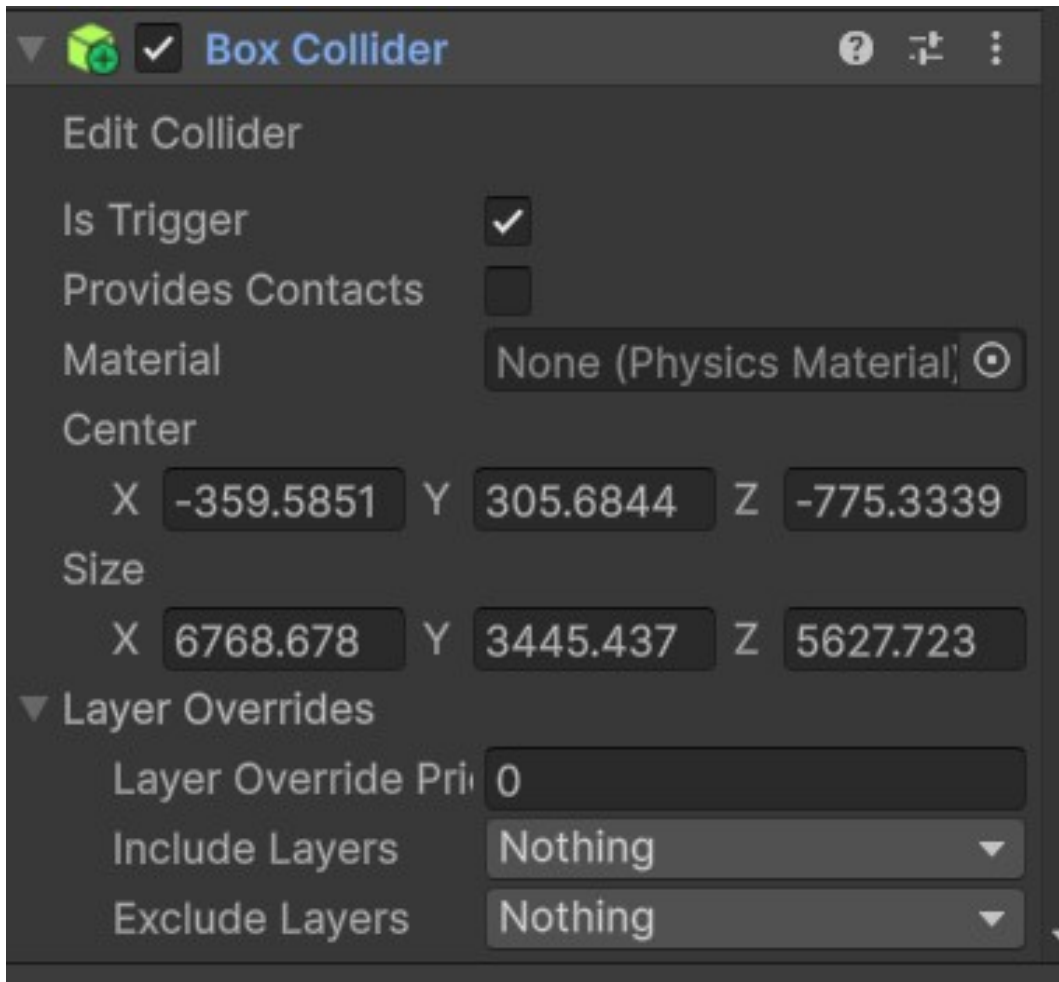 Box Collider
Edit Collider
Is Trigger
Provides Contacts
Material None (Physics Material)
Center
X -359.5851 Y 305.6844 Z -775.3339
Size
X 6768.678 Y 3445.437 Z 5627.723
Layer Overrides
Layer Override Pri 0
Include Layers Nothing
Exclude Layers Nothing